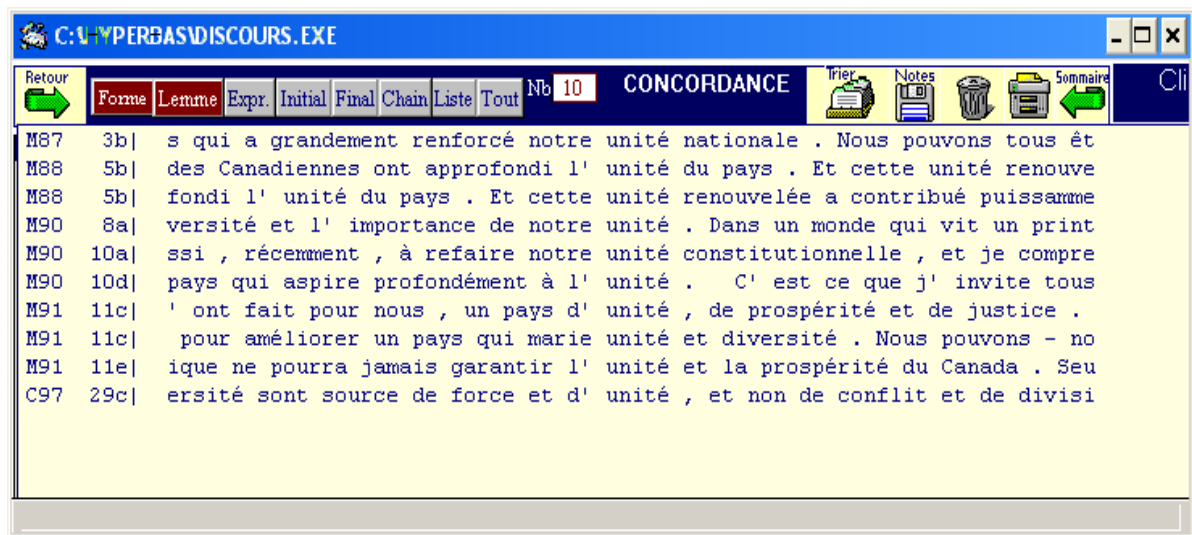 C:\HYPERBAS\DISCOURS.EXE
Retour Forme Lemme Expr. Initial Final Chain Liste Tout Nb 10 CONCORDANCE Trier Notes Sommaire Cli
M87 3b| s qui a grandement renforcé notre unité nationale . Nous pouvons tous êt
M88 5b| des Canadiennes ont approfondi l' unité du pays . Et cette unité renouve
M88 5b| fondi l' unité du pays . Et cette unité renouvelée a contribué puissamme
M90 8a| versité et l' importance de notre unité . Dans un monde qui vit un print
M90 10a| ssi , récemment , à refaire notre unité constitutionnelle , et je compre
M90 10d| pays qui aspire profondément à l' unité . C' est ce que j' invite tous
M91 11c| ' ont fait pour nous , un pays d' unité , de prospérité et de justice .
M91 11c| pour améliorer un pays qui marie unité et diversité . Nous pouvons - no
M91 11e| ique ne pourra jamais garantir l' unité et la prospérité du Canada . Seu
C97 29c| ersité sont source de force et d' unité , et non de conflit et de divisi